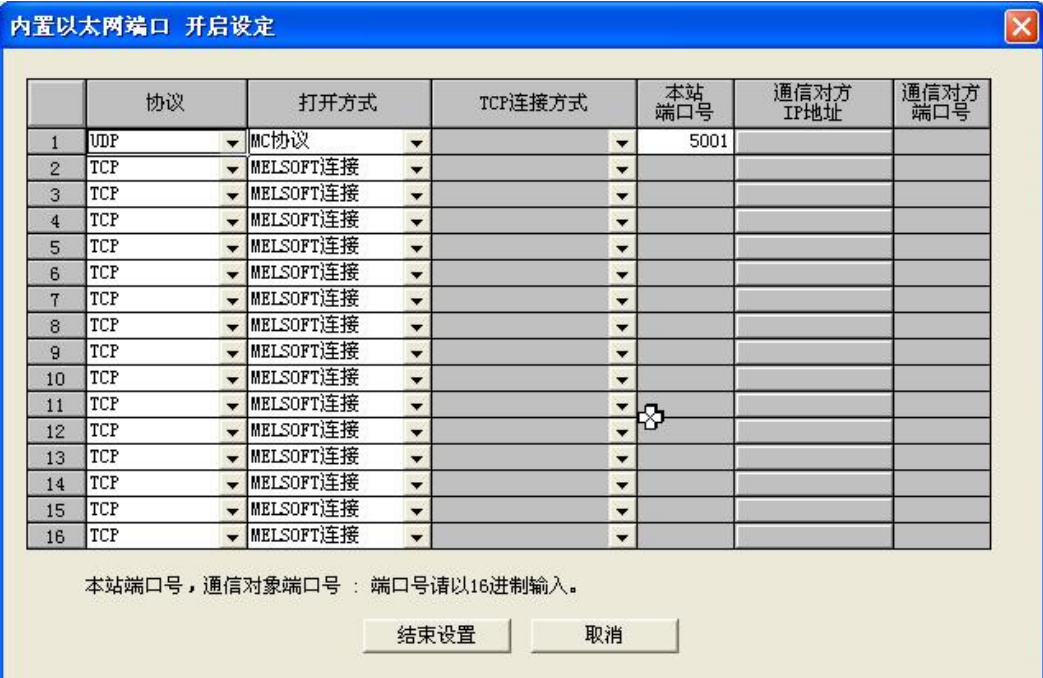 内置以太网端口 开启设定
协议 打开方式 TCP连接方式 本站端口号 通信对方IP地址 通信对方端口号
1 UDP MC协议 5001
2 TCP MELSOFT连接
3 TCP MELSOFT连接
4 TCP MELSOFT连接
5 TCP MELSOFT连接
6 TCP MELSOFT连接
7 TCP MELSOFT连接
8 TCP MELSOFT连接
9 TCP MELSOFT连接
10 TCP MELSOFT连接
11 TCP MELSOFT连接
12 TCP MELSOFT连接
13 TCP MELSOFT连接
14 TCP MELSOFT连接
15 TCP MELSOFT连接
16 TCP MELSOFT连接
本站端口号，通信对象端口号 : 端口号请以16进制输入。
结束设置 取消